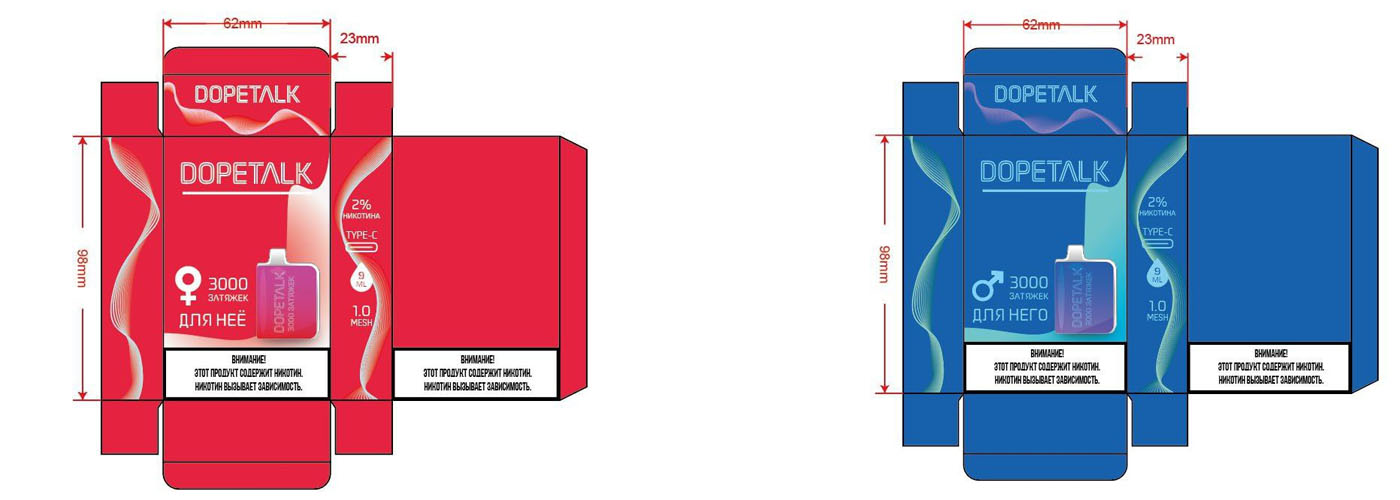 62mm
23mm
DOPETALK
98mm
DOPETALK
2%
НИКОТИНА
TYPE-C
9
ML
1.0
MESH
3000
ЗАТЯЖЕК
ДЛЯ НЕЁ
DOPETALK
3000 ЗАТЯЖЕК
ВНИМАНИЕ!
ЭТОТ ПРОДУКТ СОДЕРЖИТ НИКОТИН.
НИКОТИН ВЫЗЫВАЕТ ЗАВИСИМОСТЬ.
ВНИМАНИЕ!
ЭТОТ ПРОДУКТ СОДЕРЖИТ НИКОТИН.
НИКОТИН ВЫЗЫВАЕТ ЗАВИСИМОСТЬ.
62mm
23mm
DOPETALK
98mm
DOPETALK
2%
НИКОТИНА
TYPE-C
9
ML
1.0
MESH
3000
ЗАТЯЖЕК
ДЛЯ НЕГО
DOPETALK
3000 ЗАТЯЖЕК
ВНИМАНИЕ!
ЭТОТ ПРОДУКТ СОДЕРЖИТ НИКОТИН.
НИКОТИН ВЫЗЫВАЕТ ЗАВИСИМОСТЬ.
ВНИМАНИЕ!
ЭТОТ ПРОДУКТ СОДЕРЖИТ НИКОТИН.
НИКОТИН ВЫЗЫВАЕТ ЗАВИСИМОСТЬ.